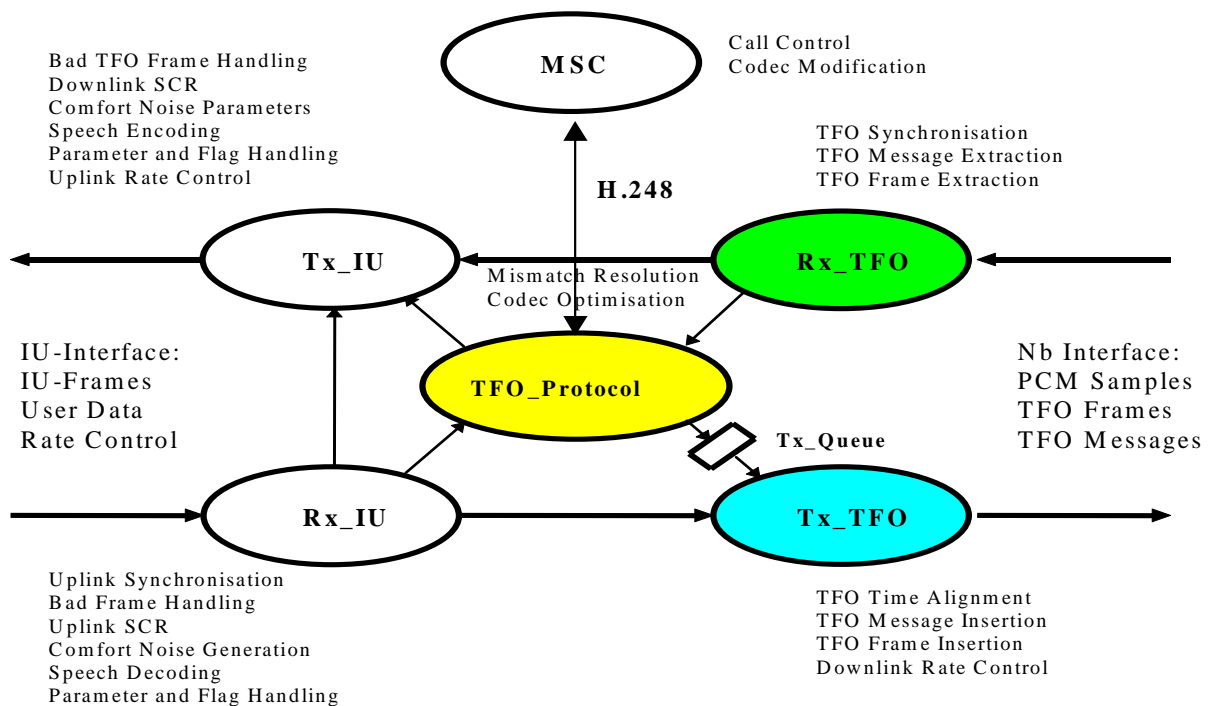 MSC
Call Control
Codec Modification
Bad TFO Frame Handling
Downlink SCR
Comfort Noise Parameters
Speech Encoding
Parameter and Flag Handling
Uplink Rate Control
TFO Synchronisation
TFO Message Extraction
TFO Frame Extraction
H.248
Tx_IU
Rx_TFO
Mismatch Resolution
Codec Optimisation
IU-Interface:
IU-Frames
User Data
Rate Control
TFO_Protocol
Nb Interface:
PCM Samples
TFO Frames
TFO Messages
Tx_Queue
Rx_IU
Tx_TFO
Uplink Synchronisation
Bad Frame Handling
Uplink SCR
Comfort Noise Generation
Speech Decoding
Parameter and Flag Handling
TFO Time Alignment
TFO Message Insertion
TFO Frame Insertion
Downlink Rate Control